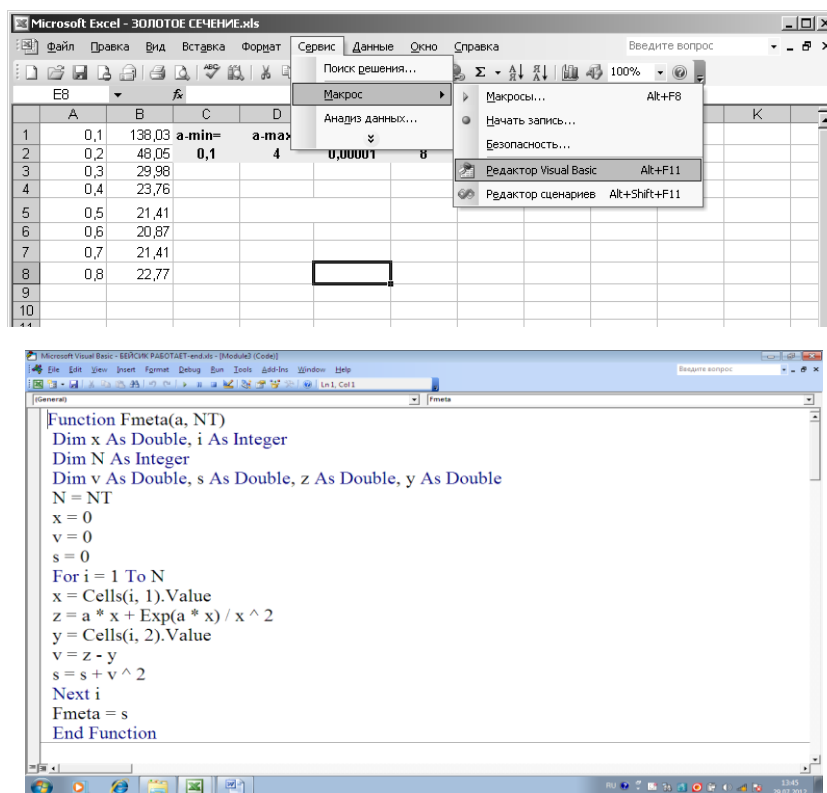 Microsoft Excel - ЗОЛОТОЕ СЕЧЕНИЕ.xls
Файл Правка Вид Вставка Формат Сервис Данные Окно Справка Введите вопрос
Поиск решения...
100%
E8 fx
Макрос
Макросы... Alt+F8
Анализ данных...
Начать запись...
Безопасность...
Редактор Visual Basic Alt+F11
Редактор сценариев Alt+Shift+F11
A B C D K
1 0,1 138,03 a-min= a-max
2 0,2 48,05 0,1 4 0,00001 8
3 0,3 29,98
4 0,4 23,76
5 0,5 21,41
6 0,6 20,87
7 0,7 21,41
8 0,8 22,77
9
10
Microsoft Visual Basic - БЕЙСИК РАБОТАЕТ-end.xls - [Module3 (Code)]
File Edit View Insert Format Debug Run Tools Add-Ins Window Help Введите вопрос
Ln 1, Col 1
(General) Fmeta
Function Fmeta(a, NT)
Dim x As Double, i As Integer
Dim N As Integer
Dim v As Double, s As Double, z As Double, y As Double
N = NT
x = 0
v = 0
s = 0
For i = 1 To N
x = Cells(i, 1).Value
z = a * x + Exp(a * x) / x ^ 2
y = Cells(i, 2).Value
v = z - y
s = s + v ^ 2
Next i
Fmeta = s
End Function
RU 13:45
29.07.2012